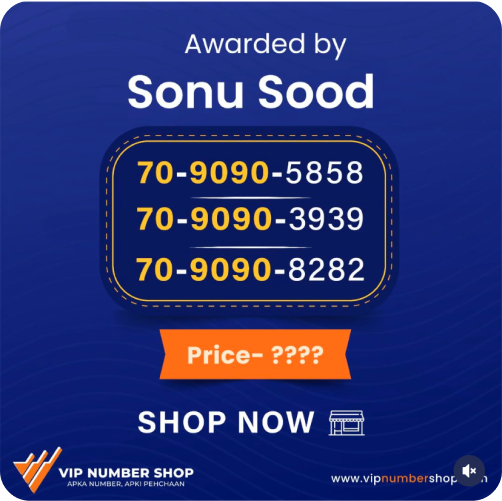 Awarded by
Sonu Sood
70-9090-5858
70-9090-3939
70-9090-8282
Price- ????
SHOP NOW
VIP NUMBER SHOP
APKA NUMBER, APKI PEHCHAAN